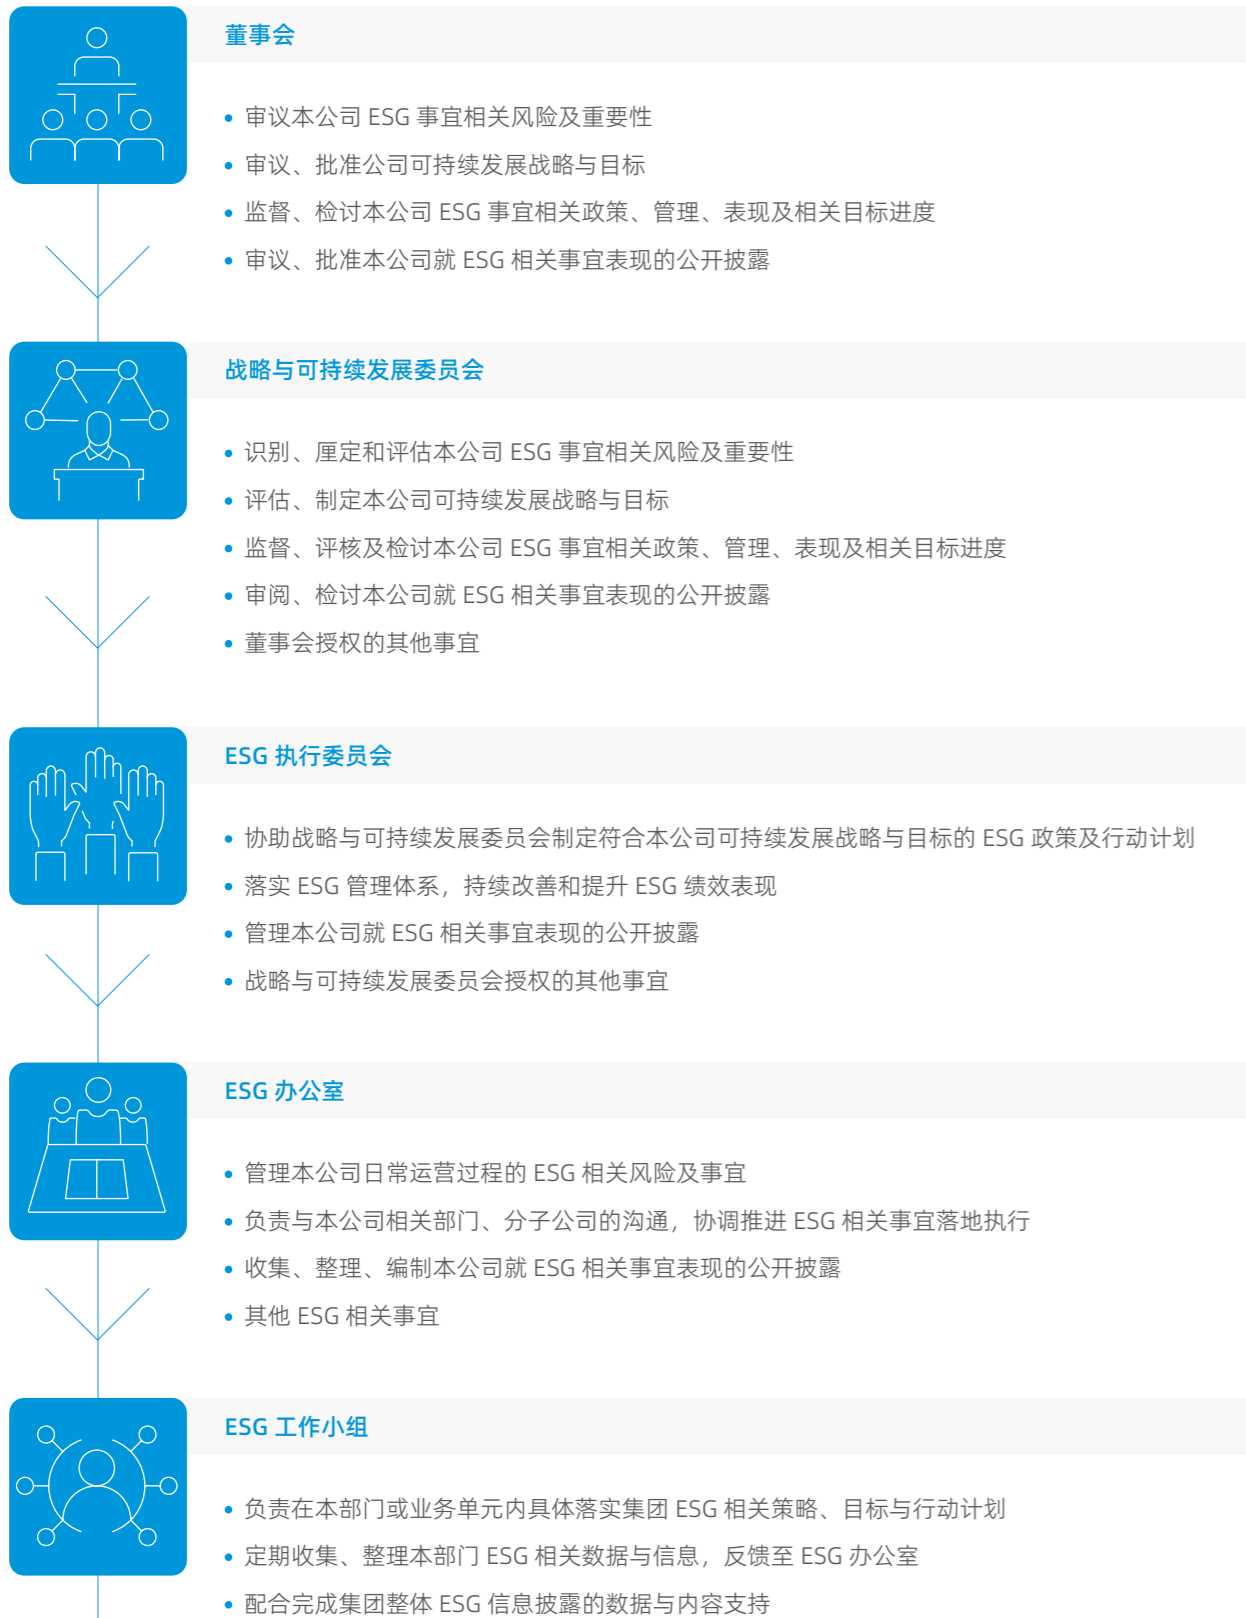 董事会
• 审议本公司 ESG 事宜相关风险及重要性
• 审议、批准公司可持续发展战略与目标
• 监督、检讨本公司 ESG 事宜相关政策、管理、表现及相关目标进度
• 审议、批准本公司就 ESG 相关事宜表现的公开披露
战略与可持续发展委员会
• 识别、厘定和评估本公司 ESG 事宜相关风险及重要性
• 评估、制定本公司可持续发展战略与目标
• 监督、评核及检讨本公司 ESG 事宜相关政策、管理、表现及相关目标进度
• 审阅、检讨本公司就 ESG 相关事宜表现的公开披露
• 董事会授权的其他事宜
ESG 执行委员会
• 协助战略与可持续发展委员会制定符合本公司可持续发展战略与目标的 ESG 政策及行动计划
• 落实 ESG 管理体系，持续改善和提升 ESG 绩效表现
• 管理本公司就 ESG 相关事宜表现的公开披露
• 战略与可持续发展委员会授权的其他事宜
ESG 办公室
• 管理本公司日常运营过程的 ESG 相关风险及事宜
• 负责与本公司相关部门、分子公司的沟通，协调推进 ESG 相关事宜落地执行
• 收集、整理、编制本公司就 ESG 相关事宜表现的公开披露
• 其他 ESG 相关事宜
ESG 工作小组
• 负责在本部门或业务单元内具体落实集团 ESG 相关策略、目标与行动计划
• 定期收集、整理本部门 ESG 相关数据与信息，反馈至 ESG 办公室
• 配合完成集团整体 ESG 信息披露的数据与内容支持